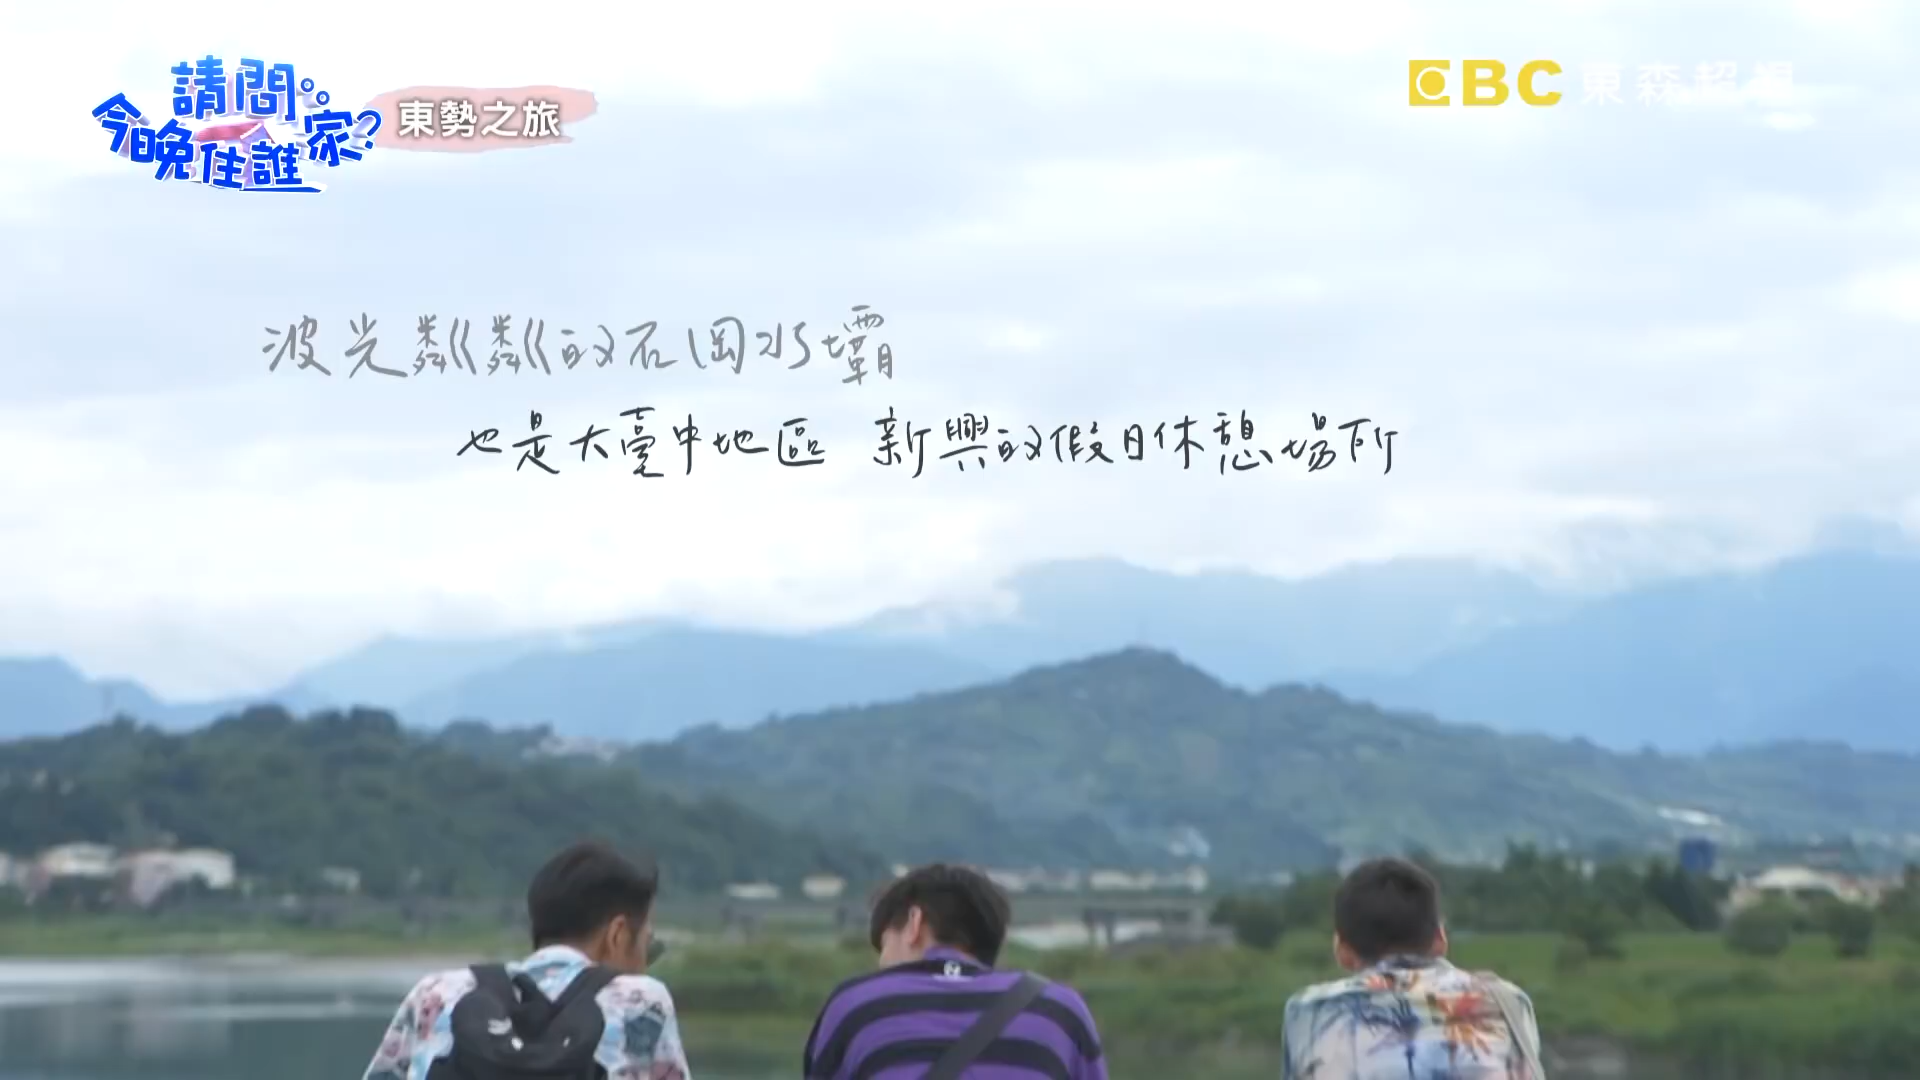 請問
今晚住誰家?
東勢之旅
EBC 東森超視
波光粼粼的石岡水壩
也是大臺中地區 新興的假日休憩場所